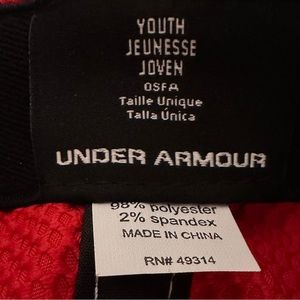 YOUTH
JEUNESSE
JOVEN
OSFA
Taille Unique
Talla Única
UNDER ARMOUR
98% polyester
2% spandex
MADE IN CHINA
RN# 49314